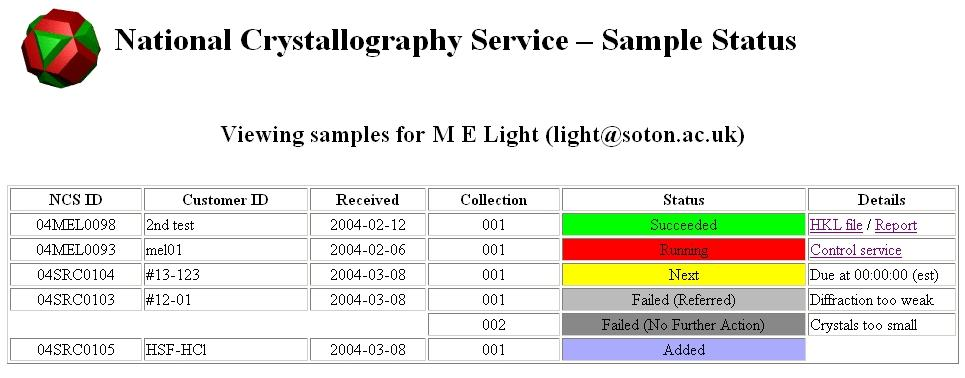 National Crystallography Service – Sample Status
Viewing samples for M E Light (light@soton.ac.uk)
NCS ID Customer ID Received Collection Status Details
04MEL0098 2nd test 2004-02-12 001 Succeeded HKL file / Report
04MEL0093 mel01 2004-02-06 001 Running Control service
04SRC0104 #13-123 2004-03-08 001 Next Due at 00:00:00 (est)
04SRC0103 #12-01 2004-03-08 001 Failed (Referred) Diffraction too weak
002 Failed (No Further Action) Crystals too small
04SRC0105 HSF-HCl 2004-03-08 001 Added